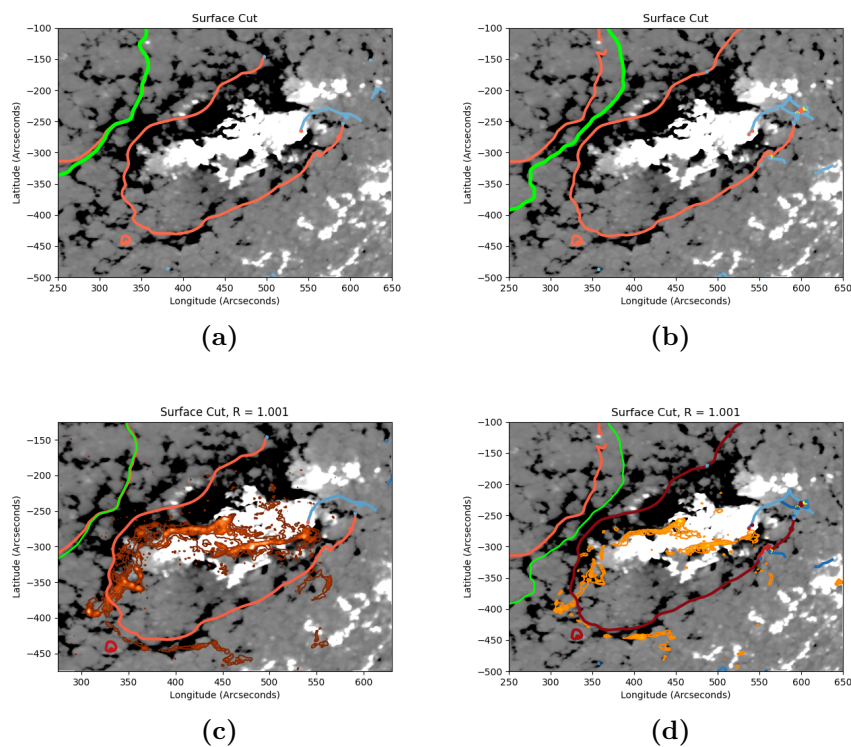 Surface Cut
−100
−150
−200
−250
−300
−350
−400
−450
−500
Latitude (Arcseconds)
250 300 350 400 450 500 550 600 650
Longitude (Arcseconds)
(a)
Surface Cut
−100
−150
−200
−250
−300
−350
−400
−450
−500
Latitude (Arcseconds)
250 300 350 400 450 500 550 600 650
Longitude (Arcseconds)
(b)
Surface Cut, R = 1.001
−150
−200
−250
−300
−350
−400
−450
Latitude (Arcseconds)
300 350 400 450 500 550 600
Longitude (Arcseconds)
(c)
Surface Cut, R = 1.001
−100
−150
−200
−250
−300
−350
−400
−450
−500
Latitude (Arcseconds)
250 300 350 400 450 500 550 600 650
Longitude (Arcseconds)
(d)